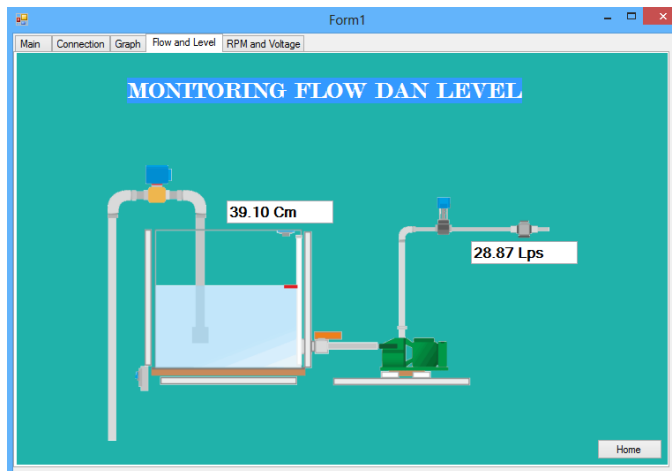 Form1
Main Connection Graph Flow and Level RPM and Voltage
MONITORING FLOW DAN LEVEL
39.10 Cm
28.87 Lps
Home